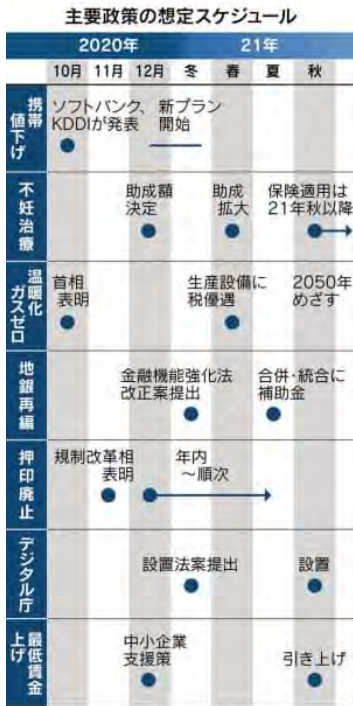 主要政策の想定スケジュール
2020年 21年
10月 11月 12月 冬 春 夏 秋
携帯値下げ
ソフトバンク、
KDDIが発表
新プラン
開始
不妊治療
助成額
決定
助成
拡大
保険適用は
21年秋以降
温暖化ガスゼロ
首相
表明
生産設備に
税優遇
2050年
めざす
地銀再編
金融機能強化法
改正案提出
合併・統合に
補助金
押印廃止
規制改革相
表明
年内
〜順次
デジタル庁
設置法案提出
設置
最低賃金上げ
中小企業
支援策
引き上げ